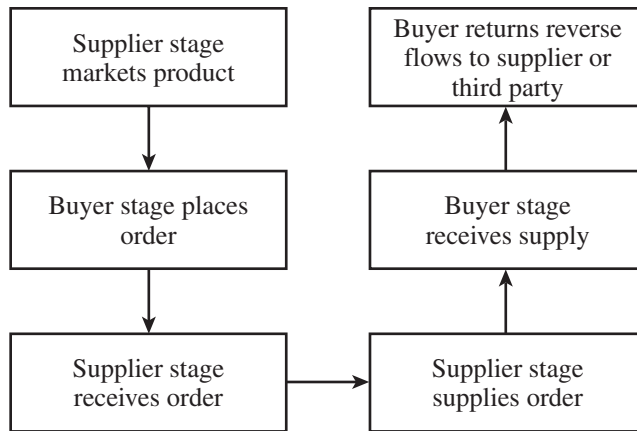 Supplier stage
markets product
Buyer stage places
order
Supplier stage
receives order
Supplier stage
supplies order
Buyer stage
receives supply
Buyer returns reverse
flows to supplier or
third party